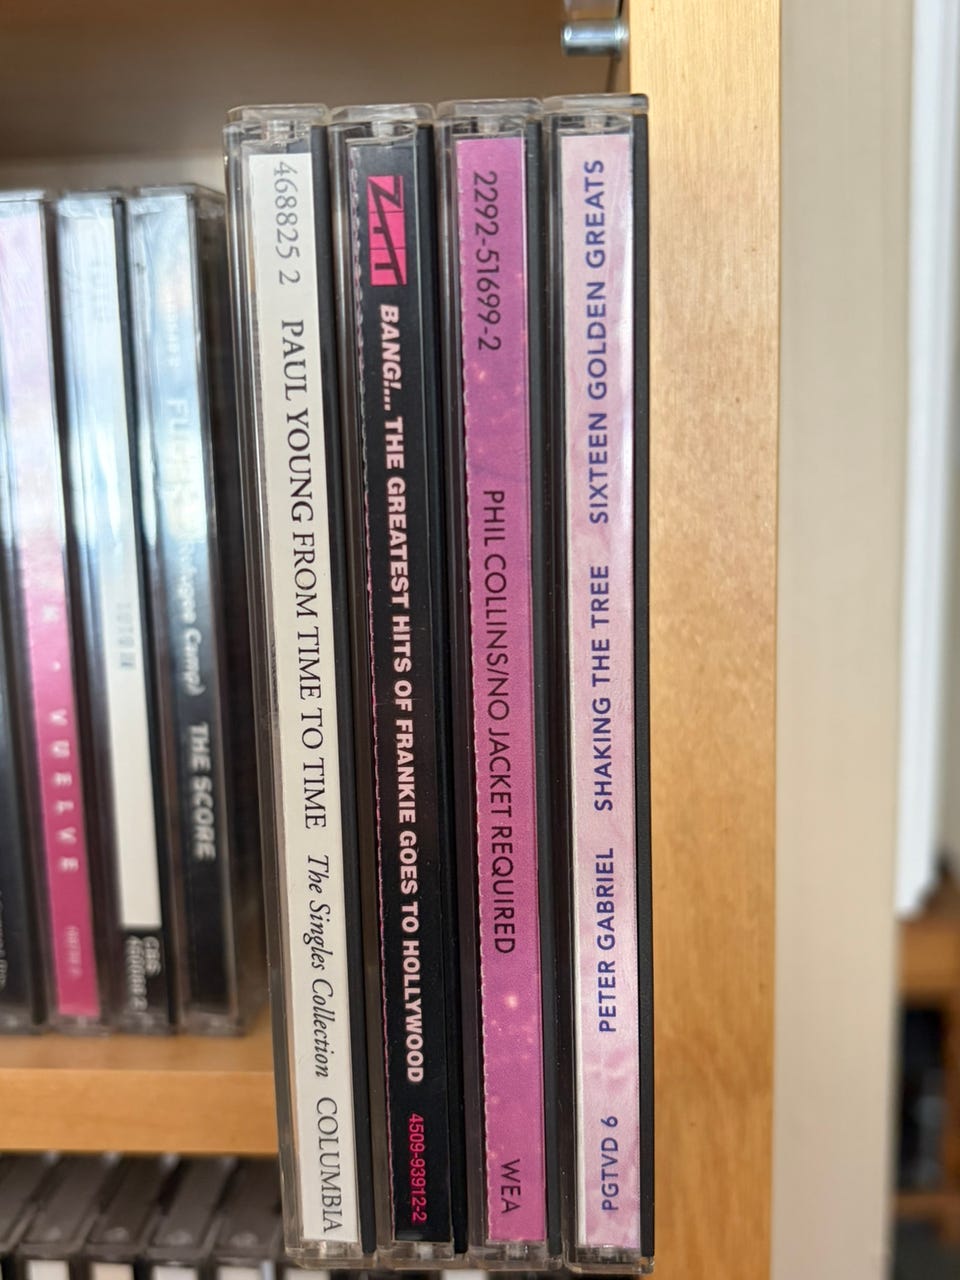 468825 2 PAUL YOUNG FROM TIME TO TIME The Singles Collection COLUMBIA
ZTT BANG!... THE GREATEST HITS OF FRANKIE GOES TO HOLLYWOOD 4509-93912-2
2292-51699-2 PHIL COLLINS/NO JACKET REQUIRED WEA
PGTVD 6 PETER GABRIEL SHAKING THE TREE SIXTEEN GOLDEN GREATS
VUELVE
THE SCORE
CBS